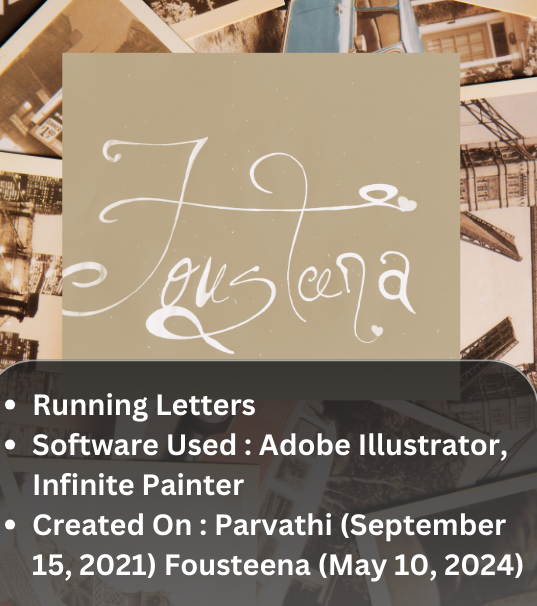 Fousteena
• Running Letters
• Software Used : Adobe Illustrator,
Infinite Painter
• Created On : Parvathi (September
15, 2021) Fousteena (May 10, 2024)